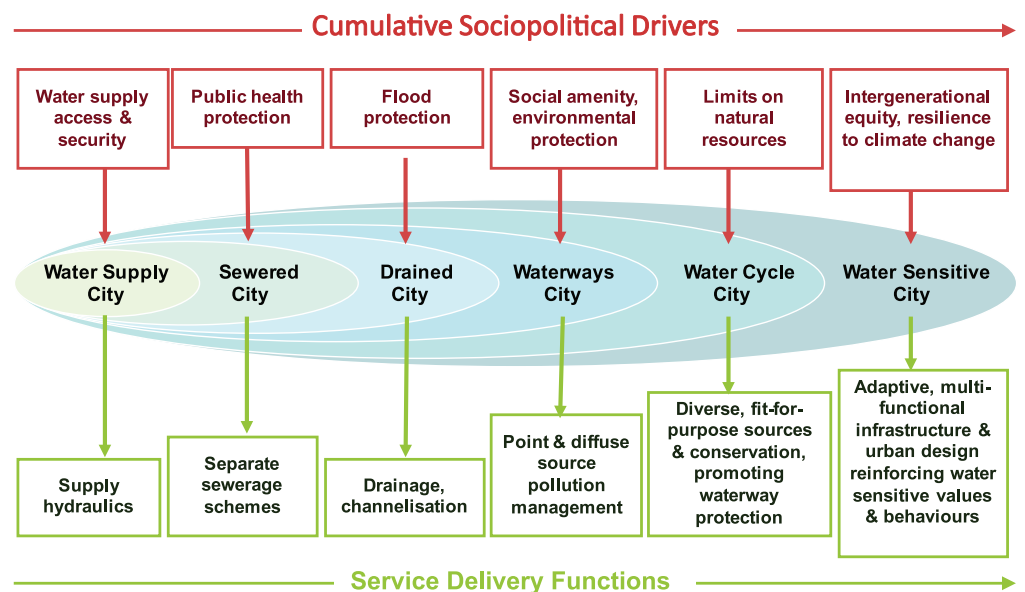 Cumulative Sociopolitical Drivers
Water supply
access &
security
Public health
protection
Flood
protection
Social amenity,
environmental
protection
Limits on
natural
resources
Intergenerational
equity, resilience
to climate change
Water Supply
City
Sewered
City
Drained
City
Waterways
City
Water Cycle
City
Water Sensitive
City
Supply
hydraulics
Separate
sewerage
schemes
Drainage,
channelisation
Point & diffuse
source
pollution
management
Diverse, fit-for-
purpose sources
& conservation,
promoting
waterway
protection
Adaptive, multi-
functional
infrastructure &
urban design
reinforcing water
sensitive values
& behaviours
Service Delivery Functions